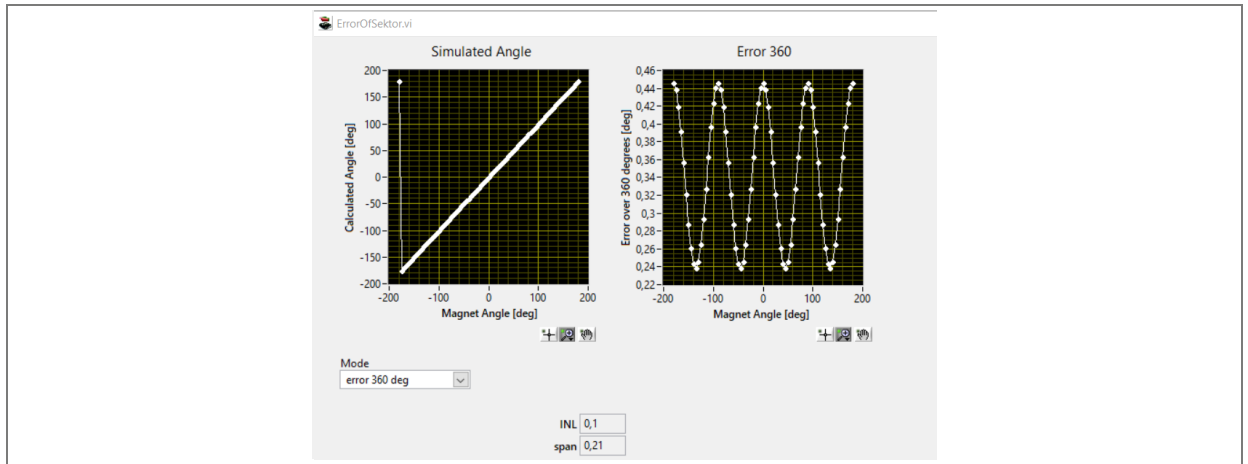 ErrorOfSektor.vi
Simulated Angle
200
150
100
50
0
-50
-100
-150
-200
Calculated Angle [deg]
-200 -100 0 100 200
Magnet Angle [deg]
Error 360
0,46
0,44
0,42
0,4
0,38
0,36
0,34
0,32
0,3
0,28
0,26
0,24
0,22
Error over 360 degrees [deg]
-200 -100 0 100 200
Magnet Angle [deg]
Mode
error 360 deg
INL 0,1
span 0,21